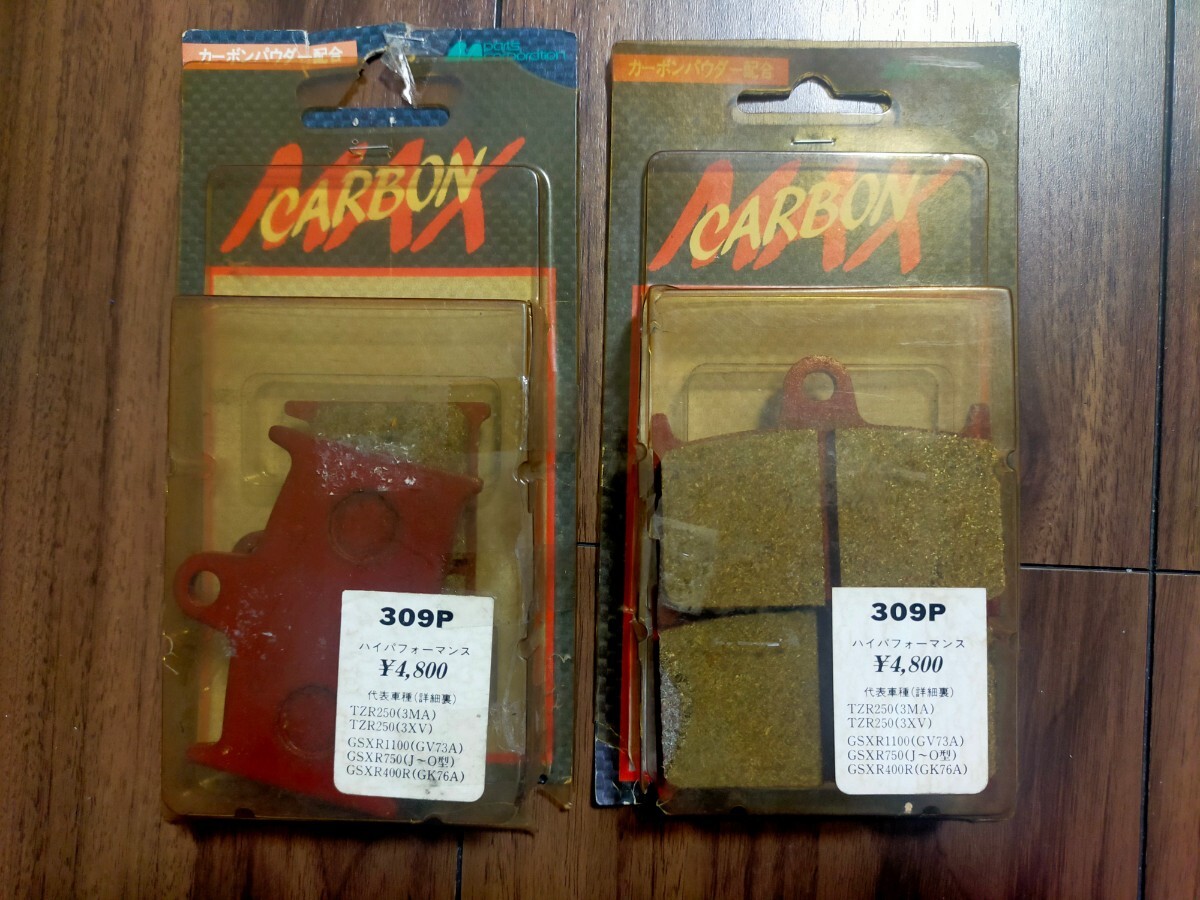 カーボンパウダー配合
parts
corporation
MAX
CARBON
309P
ハイパフォーマンス
¥4,800
代表車種(詳細裏)
TZR250(3MA)
TZR250(3XV)
GSXR1100(GV73A)
GSXR750(J~O型)
GSXR400R(GK76A)
カーボンパウダー配合
MAX
CARBON
309P
ハイパフォーマンス
¥4,800
代表車種(詳細裏)
TZR250(3MA)
TZR250(3XV)
GSXR1100(GV73A)
GSXR750(J~O型)
GSXR400R(GK76A)